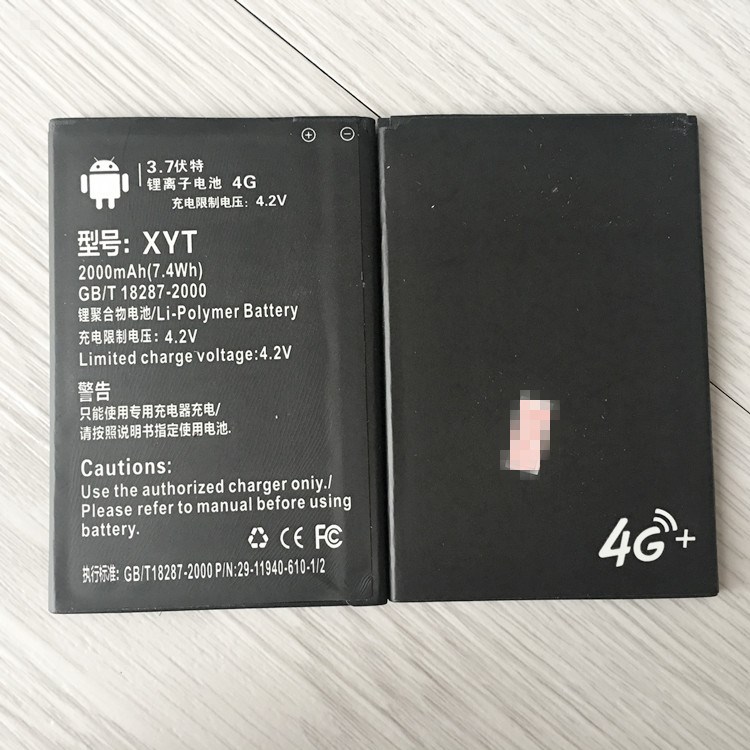 3.7伏特
锂离子电池 4G
充电限制电压: 4.2V
型号: XYT
2000mAh(7.4Wh)
GB/T 18287-2000
锂聚合物电池/Li-Polymer Battery
充电限制电压: 4.2V
Limited charge voltage:4.2V
警告
只能使用专用充电器充电/
请按照说明书指定使用电池.
Cautions:
Use the authorized charger oniy./
Please refer to manual before using
battery.
CE FC
执行标准: GB/T18287-2000 P/N:29-11940-610-1/2
4G+